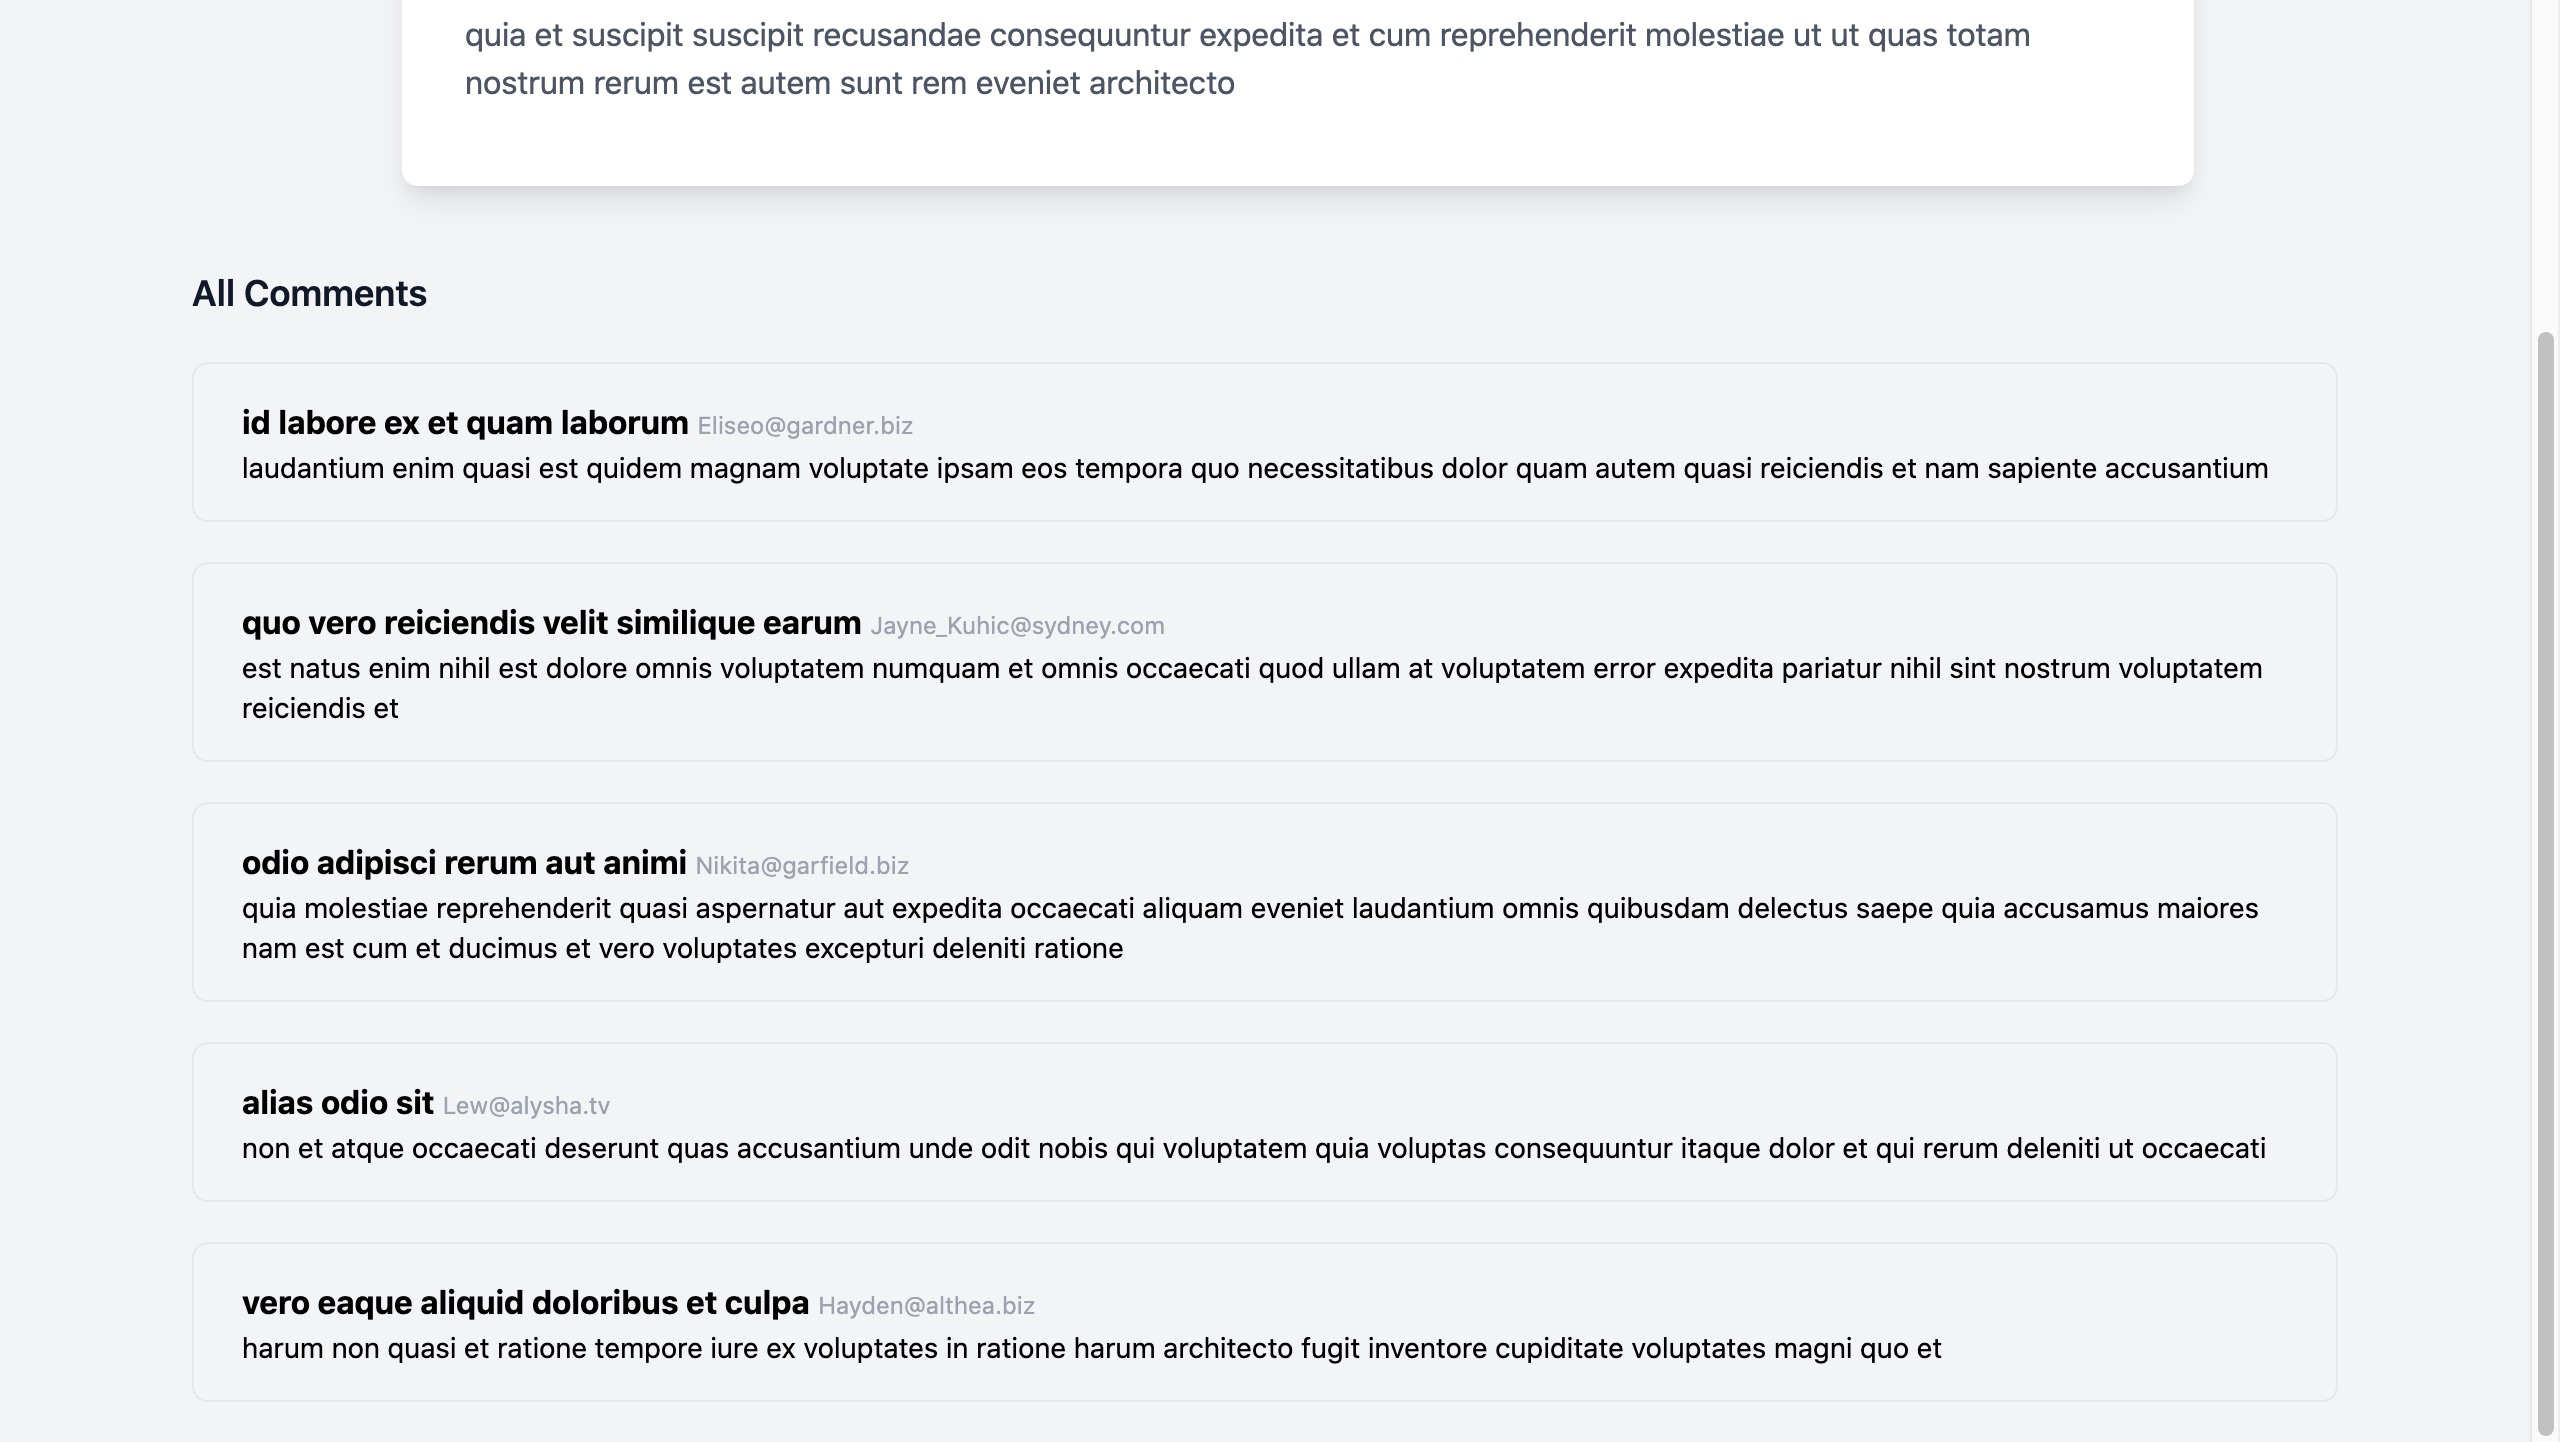 quia et suscipit suscipit recusandae consequuntur expedita et cum reprehenderit molestiae ut ut quas totam
nostrum rerum est autem sunt rem eveniet architecto
All Comments
id labore ex et quam laborum Eliseo@gardner.biz
laudantium enim quasi est quidem magnam voluptate ipsam eos tempora quo necessitatibus dolor quam autem quasi reiciendis et nam sapiente accusantium
quo vero reiciendis velit similique earum Jayne_Kuhic@sydney.com
est natus enim nihil est dolore omnis voluptatem numquam et omnis occaecati quod ullam at voluptatem error expedita pariatur nihil sint nostrum voluptatem
reiciendis et
odio adipisci rerum aut animi Nikita@garfield.biz
quia molestiae reprehenderit quasi aspernatur aut expedita occaecati aliquam eveniet laudantium omnis quibusdam delectus saepe quia accusamus maiores
nam est cum et ducimus et vero voluptates excepturi deleniti ratione
alias odio sit Lew@alysha.tv
non et atque occaecati deserunt quas accusantium unde odit nobis qui voluptatem quia voluptas consequuntur itaque dolor et qui rerum deleniti ut occaecati
vero eaque aliquid doloribus et culpa Hayden@althea.biz
harum non quasi et ratione tempore iure ex voluptates in ratione harum architecto fugit inventore cupiditate voluptates magni quo et